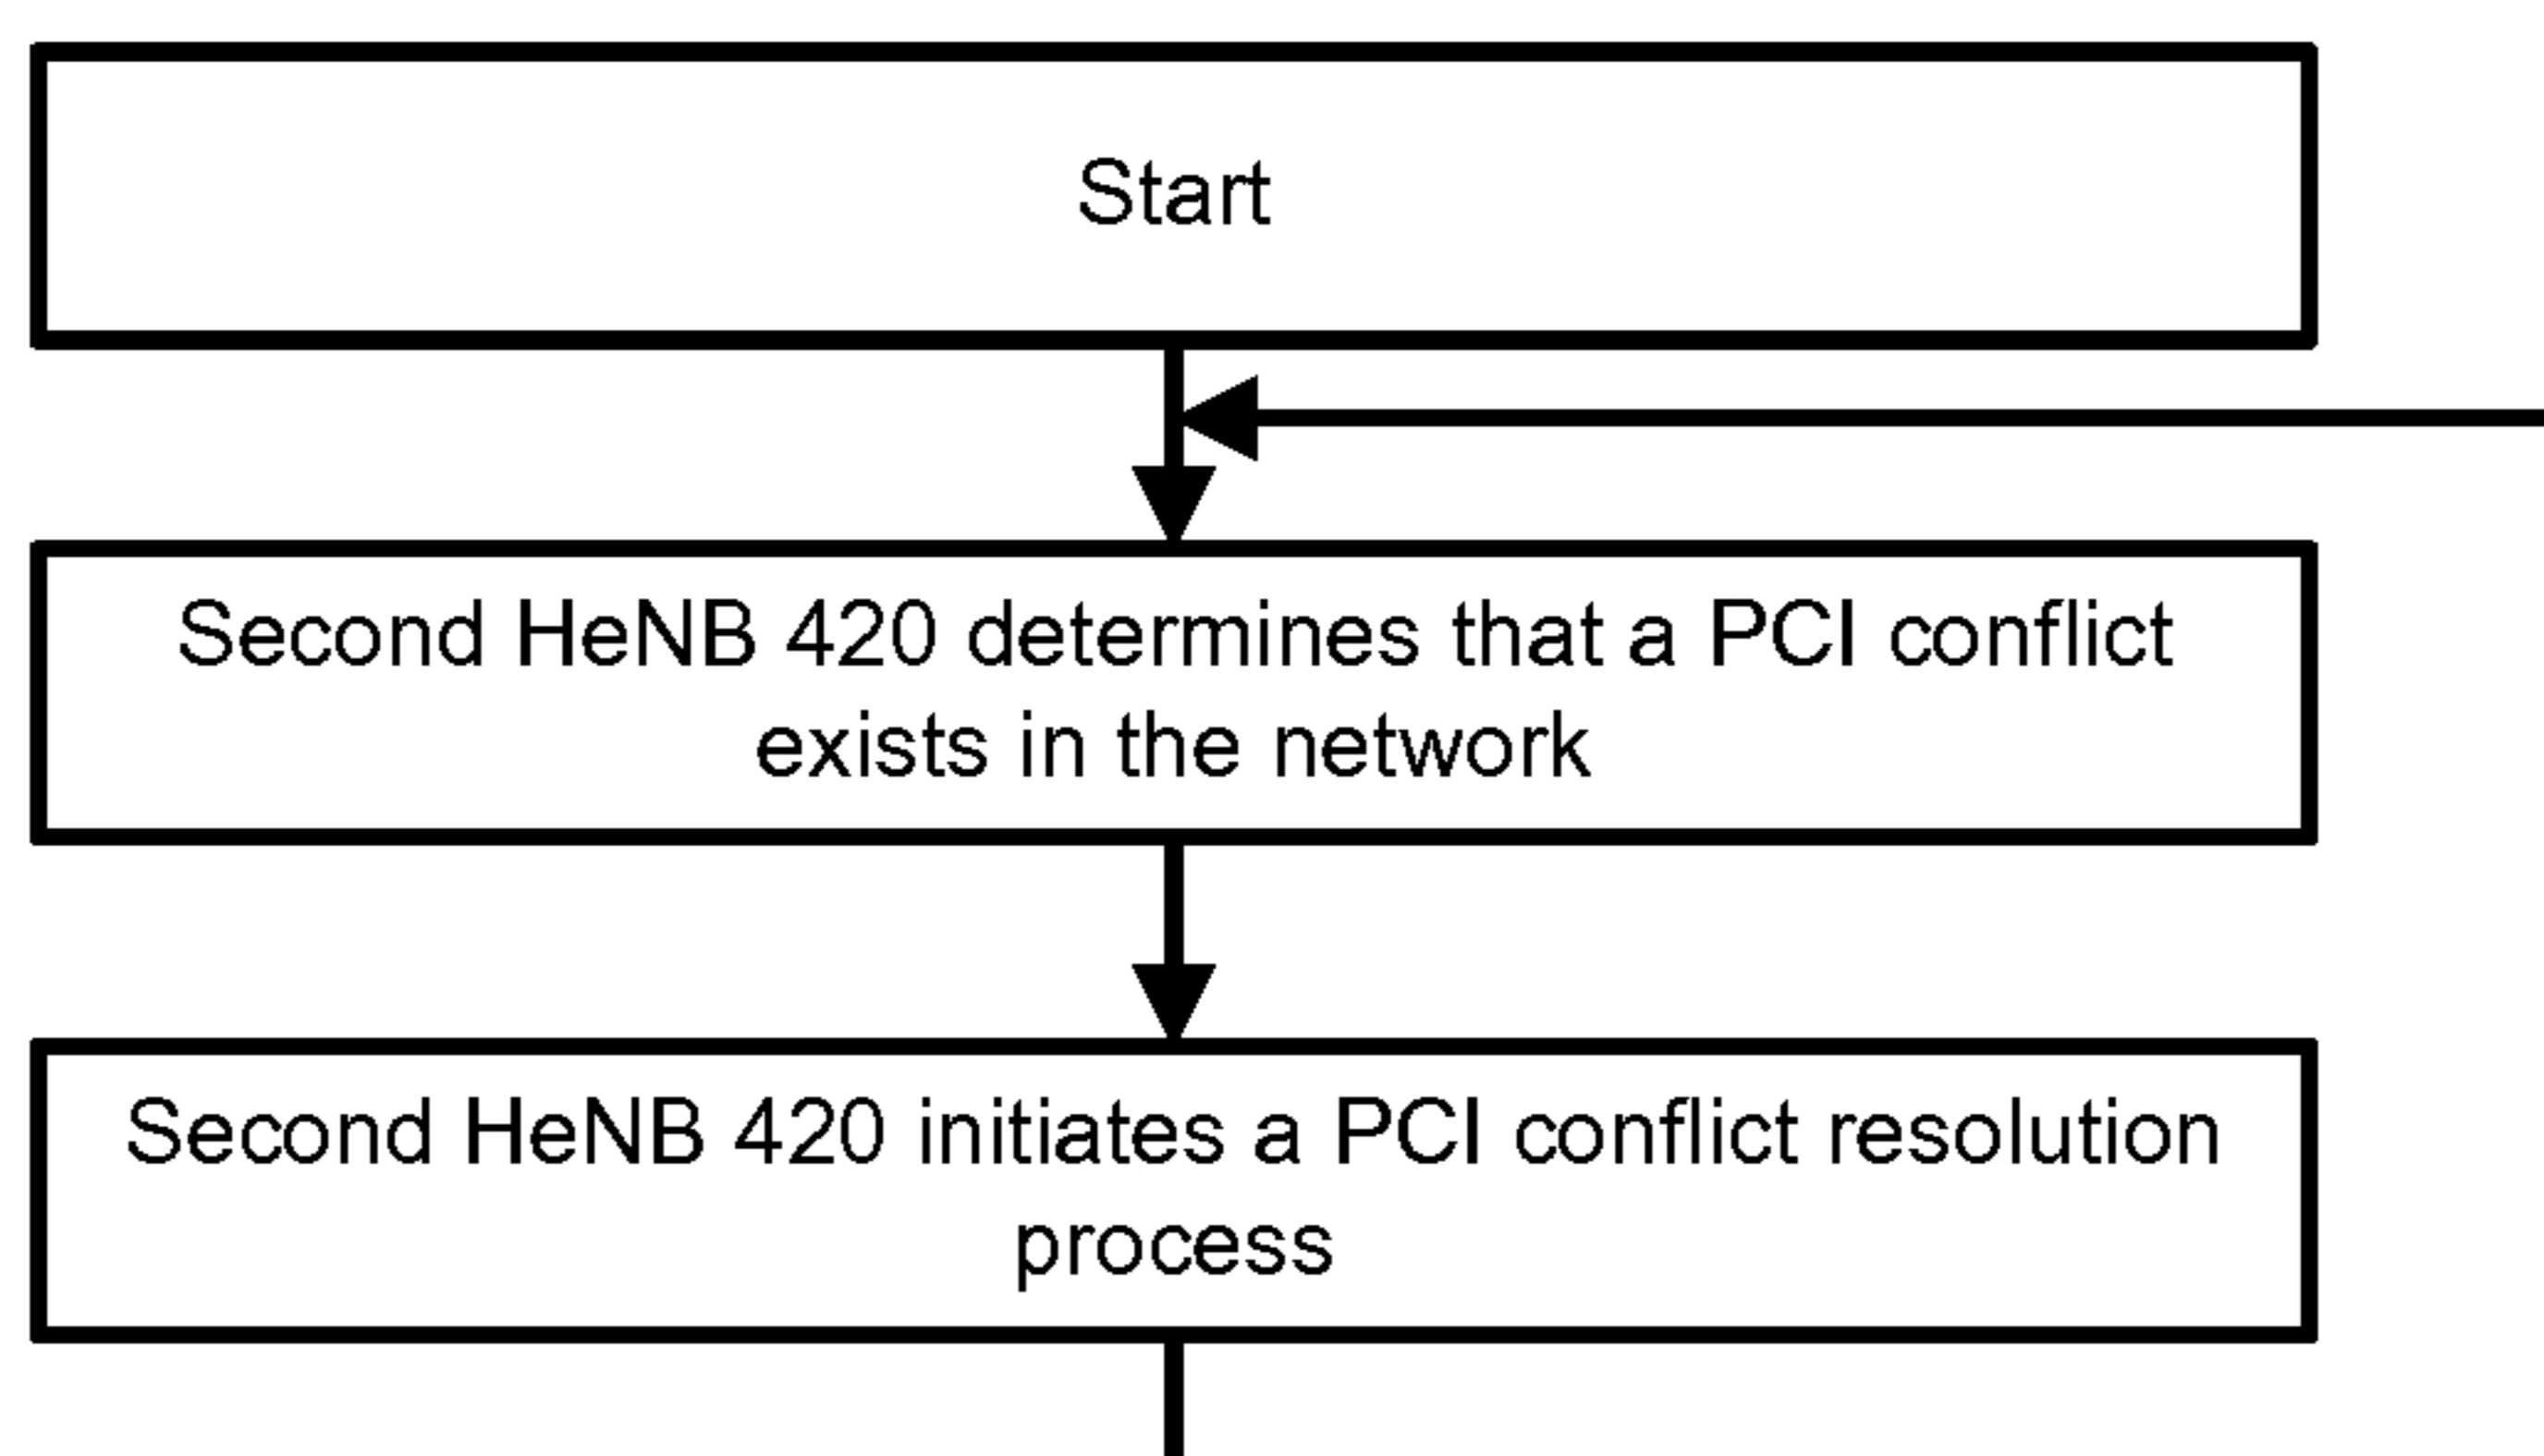 Start
Second HeNB 420 determines that a PCI conflict
exists in the network
Second HeNB 420 initiates a PCI conflict resolution
process